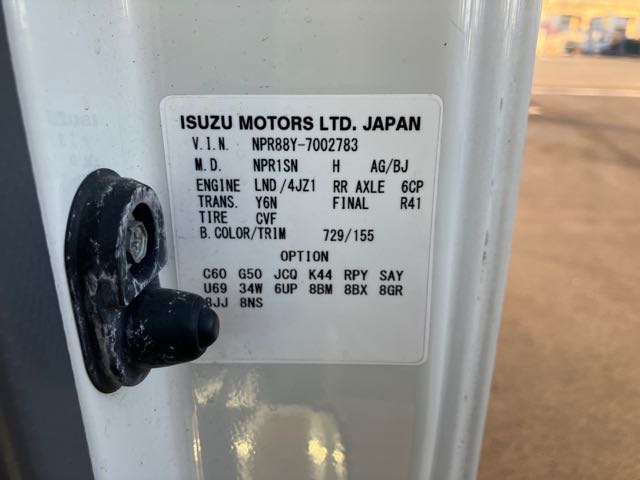 ISUZU MOTORS LTD. JAPAN
V.I.N. NPR88Y-7002783
M.D. NPR1SN H AG/BJ
ENGINE LND/4JZ1 RR AXLE 6CP
TRANS. Y6N FINAL R41
TIRE CVF
B.COLOR/TRIM 729/155
OPTION
C60 G50 JCQ K44 RPY SAY
U69 34W 6UP 8BM 8BX 8GR
8JJ 8NS